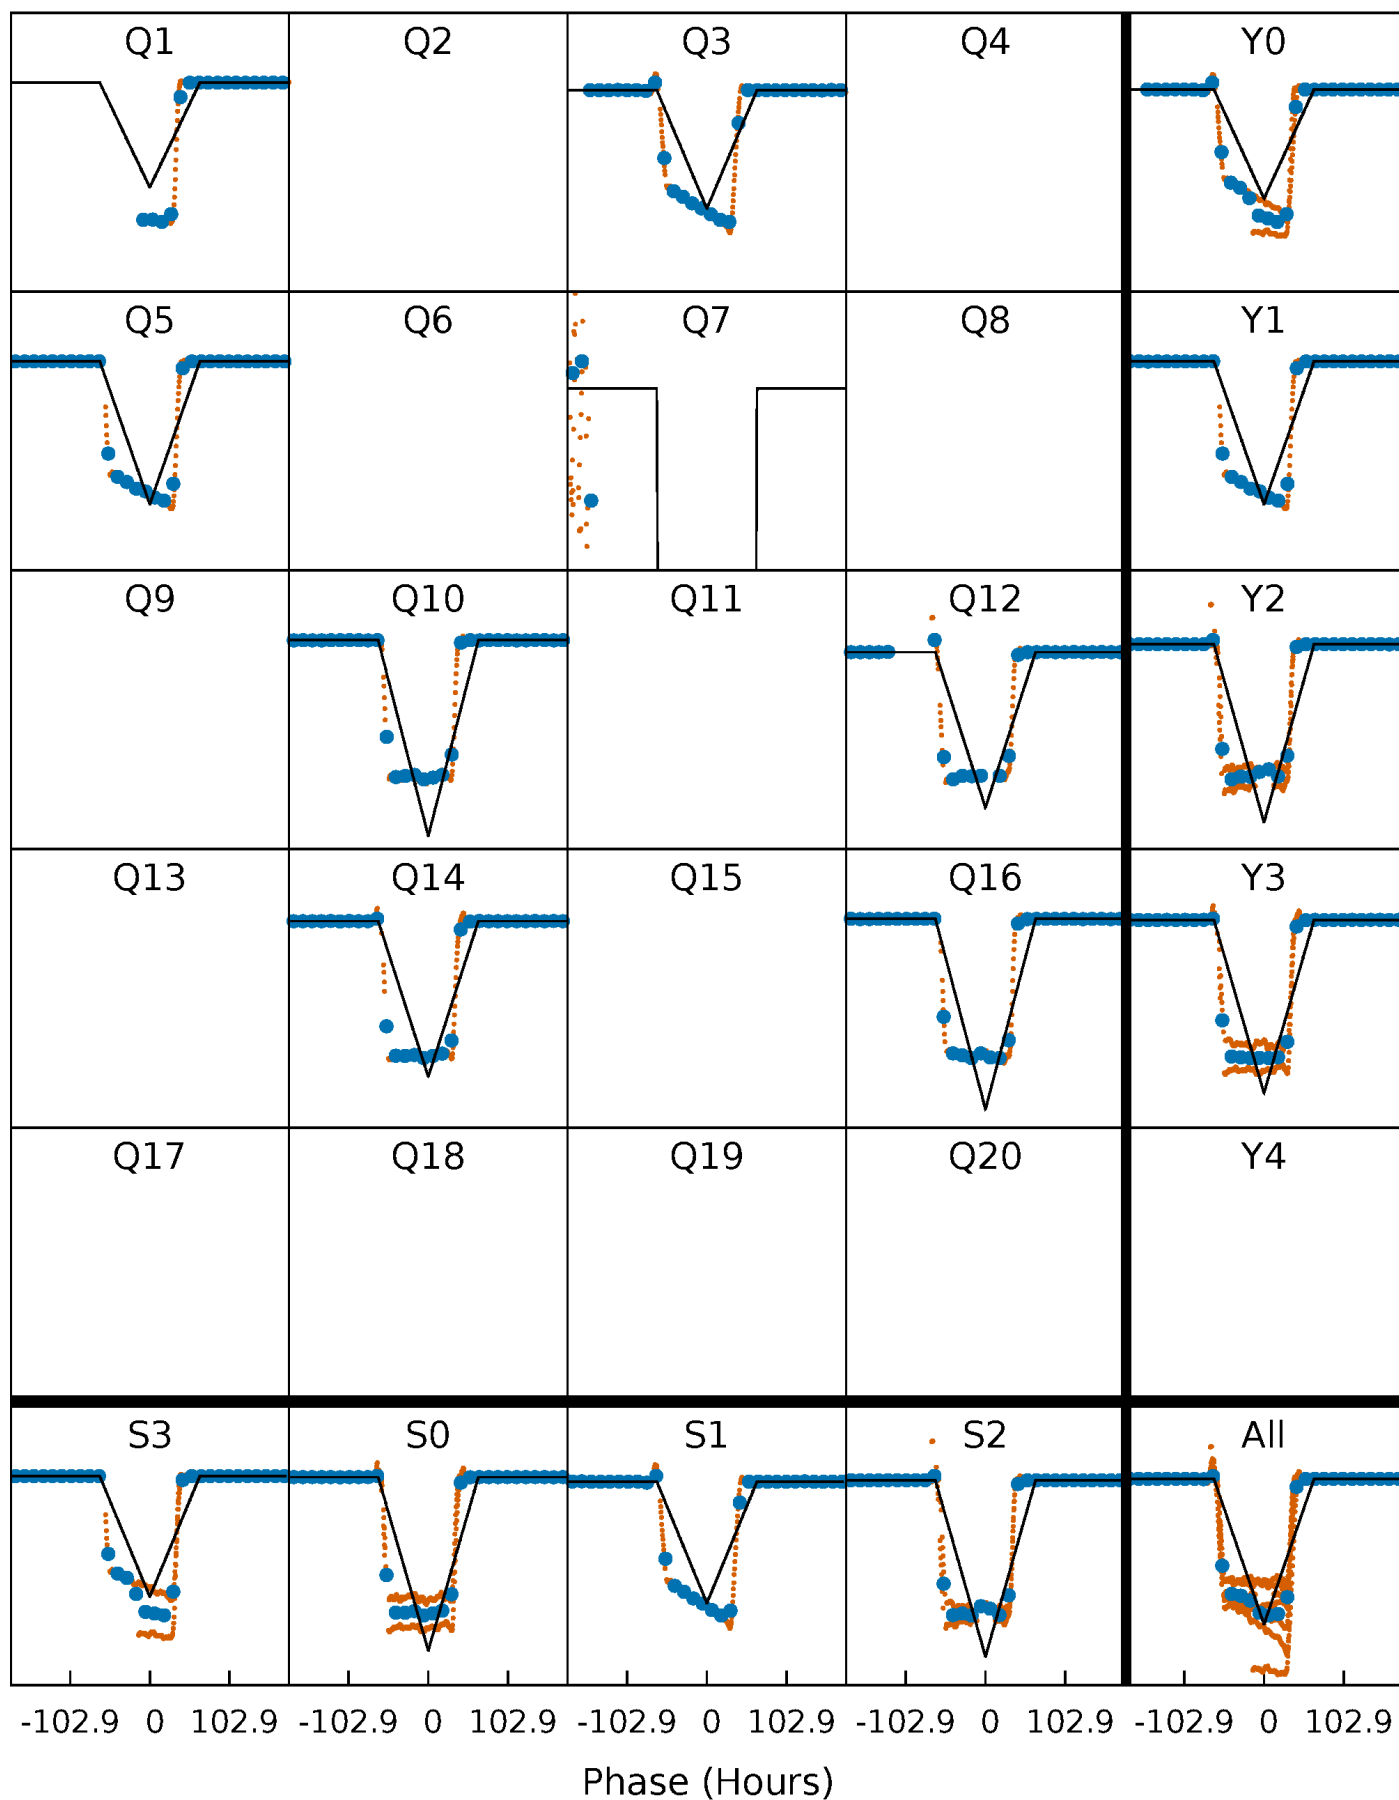 Q1 Q2 Q3 Q4 Y0
Q5 Q6 Q7 Q8 Y1
Q9 Q10 Q11 Q12 Y2
Q13 Q14 Q15 Q16 Y3
Q17 Q18 Q19 Q20 Y4
S3 S0 S1 S2 All
-102.9 0 102.9 -102.9 0 102.9 -102.9 0 102.9 -102.9 0 102.9 -102.9 0 102.9
Phase (Hours)